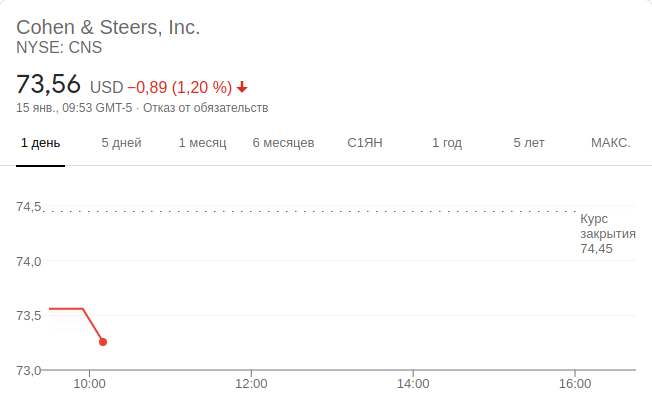 Cohen & Steers, Inc.
NYSE: CNS
73,56 USD −0,89 (1,20 %)
15 янв., 09:53 GMT-5 · Отказ от обязательств
1 день 5 дней 1 месяц 6 месяцев С1ЯН 1 год 5 лет МАКС.
74,5
Курс
закрытия
74,45
74,0
73,5
73,0
10:00 12:00 14:00 16:00